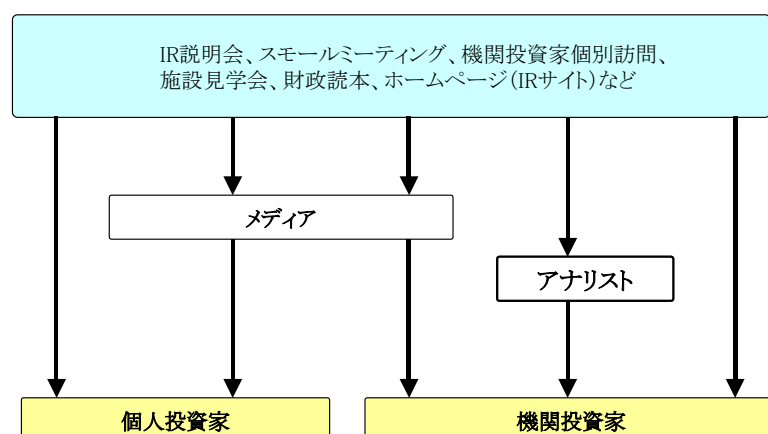 IR説明会、スモールミーティング、機関投資家個別訪問、
施設見学会、財政読本、ホームページ(IRサイト)など
メディア
アナリスト
個人投資家
機関投資家